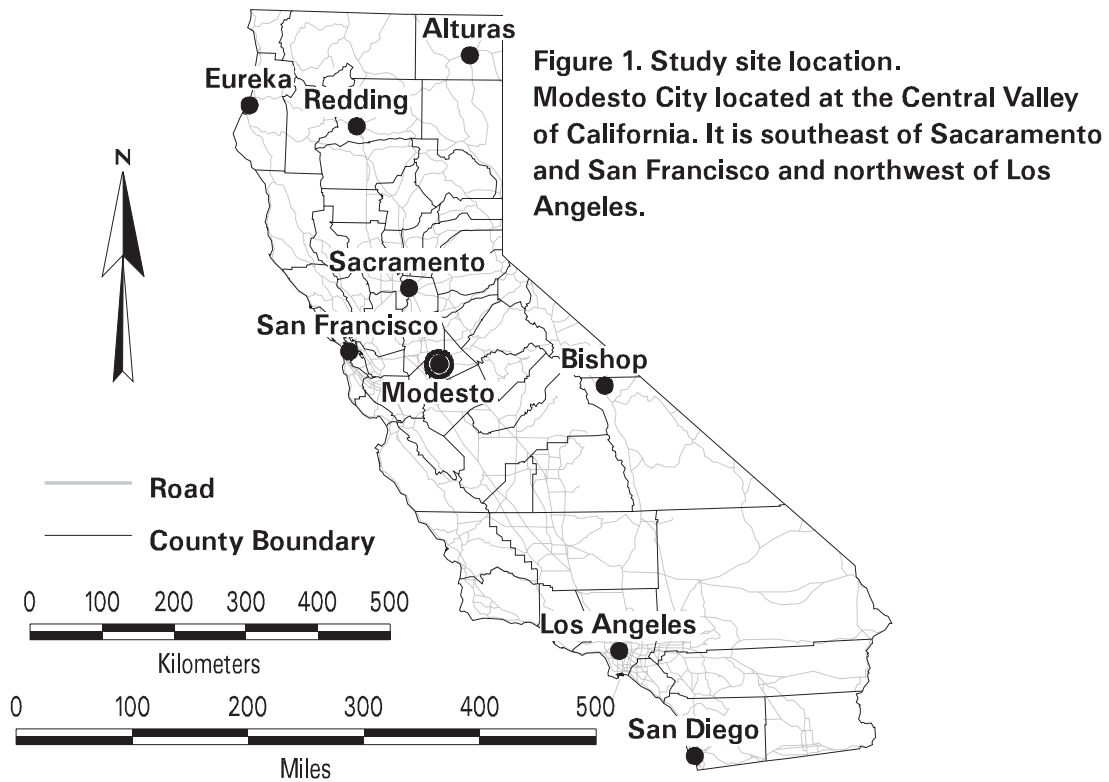 Alturas
Eureka
Redding
Figure 1. Study site location.
Modesto City located at the Central Valley
of California. It is southeast of Sacaramento
and San Francisco and northwest of Los
Angeles.
N
Sacramento
San Francisco
Modesto
Bishop
Road
County Boundary
0 100 200 300 400 500
Kilometers
Los Angeles
0 100 200 300 400 500
Miles
San Diego